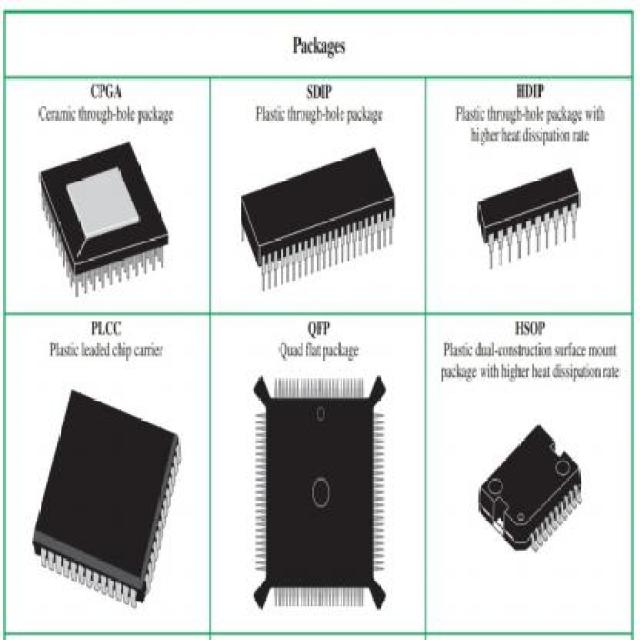 Packages
CPGA
Ceramic through-hole package
SDIP
Plastic through-hole package
HDIP
Plastic through-hole package with
higher heat dissipation rate
PLCC
Plastic leaded chip carrier
QFP
Quad flat package
HSOP
Plastic dual-construction surface mount
package with higher heat dissipation rate